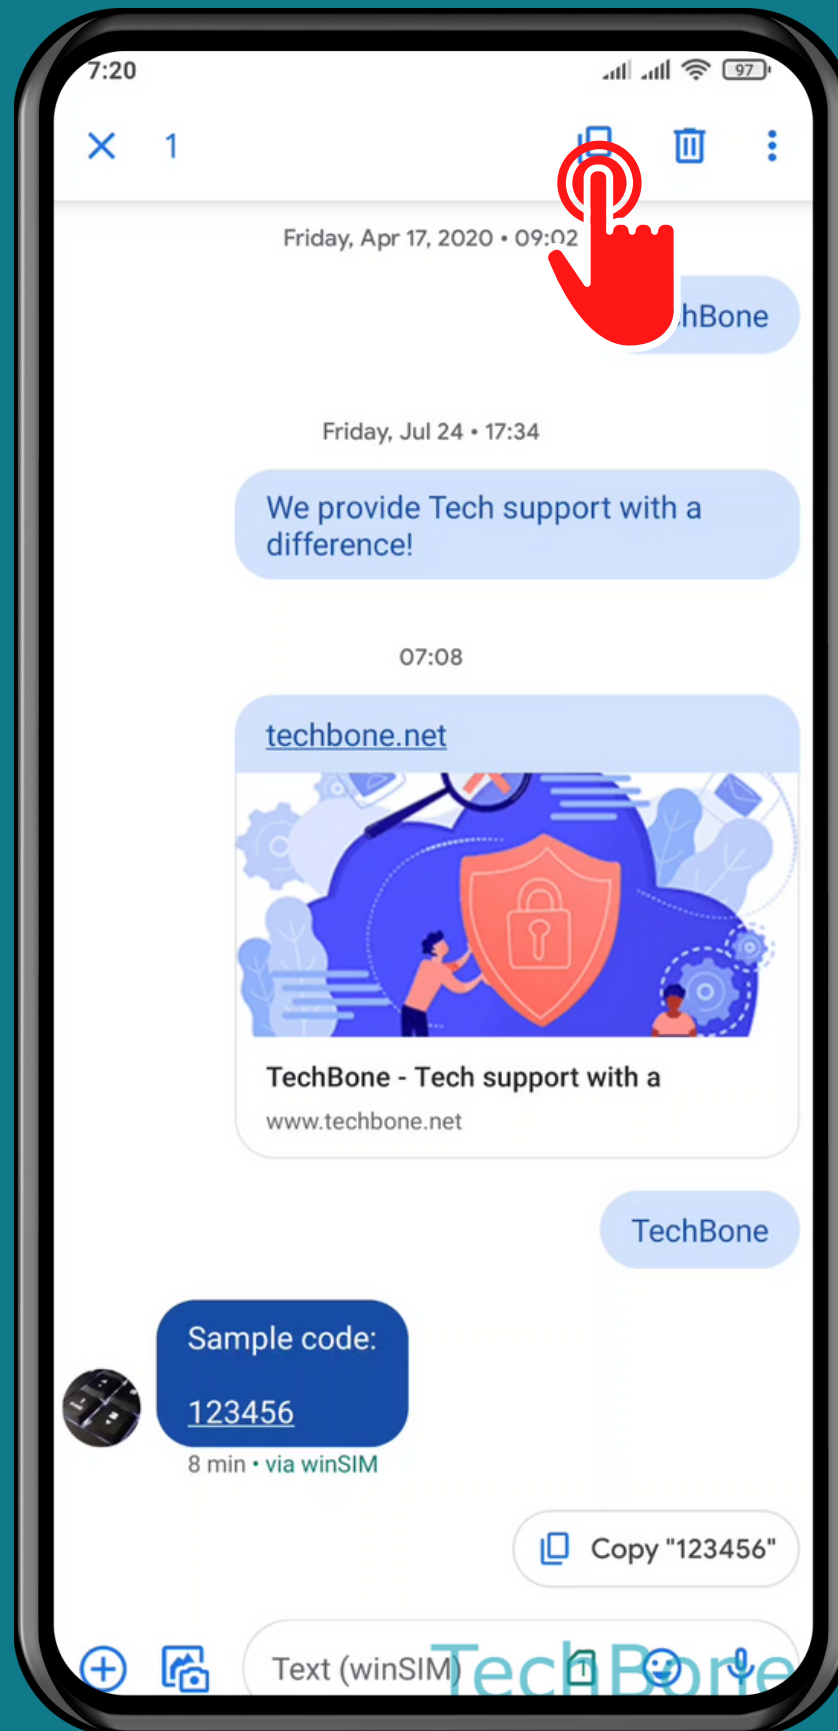 7:20
97
1
Friday, Apr 17, 2020 • 09:02
hBone
Friday, Jul 24 • 17:34
We provide Tech support with a
difference!
07:08
techbone.net
TechBone - Tech support with a
www.techbone.net
TechBone
Sample code:
123456
8 min • via winSIM
Copy "123456"
Text (winSIM)
1
TechBone